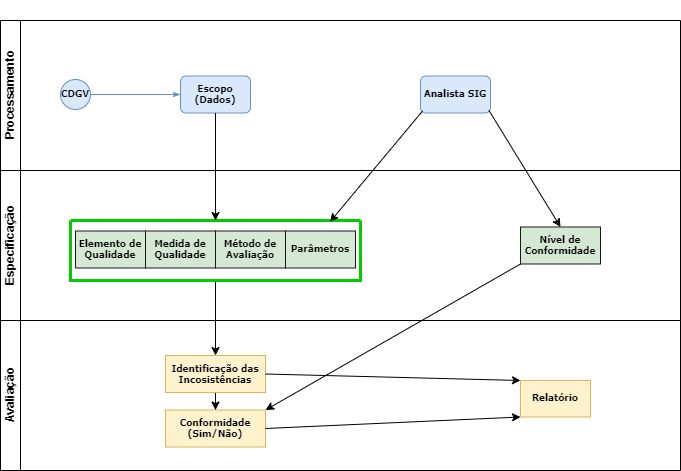 Processamento
CDGV
Escopo
(Dados)
Analista SIG
Especificação
Elemento de
Qualidade
Medida de
Qualidade
Método de
Avaliação
Parâmetros
Nível de
Conformidade
Avaliação
Identificação das
Incosistências
Conformidade
(Sim/Não)
Relatório